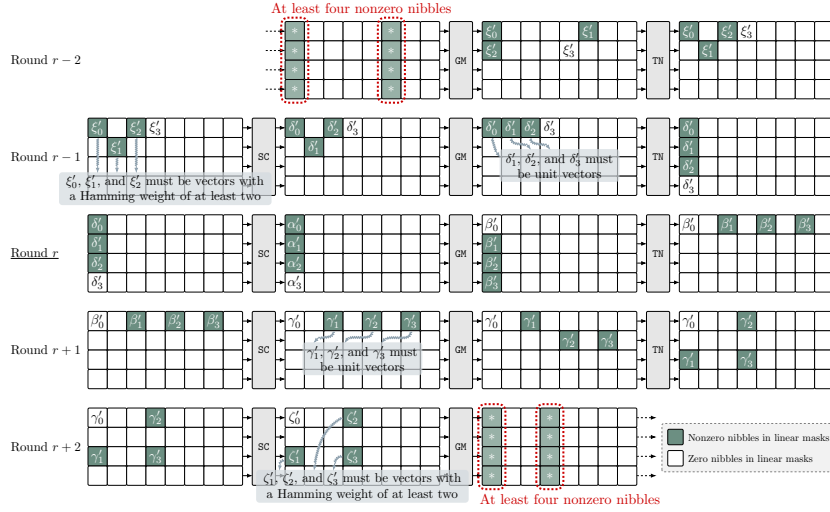 At least four nonzero nibbles
Round r − 2
* * ξ′₀ ξ′₁ ξ′₀ ξ′₂ ξ′₃
* * ξ′₂ ξ′₃ ξ′₁
* *
* *
GM TN
Round r − 1
ξ′₀ ξ′₂ ξ′₃ δ′₀ δ′₂ δ′₃ δ′₀ δ′₁ δ′₂ δ′₃ δ′₀
ξ′₁ δ′₁ δ′₁
δ′₂
δ′₃
SC GM TN
ξ′₀, ξ′₁, and ξ′₂ must be vectors with
a Hamming weight of at least two
δ′₁, δ′₂, and δ′₃ must
be unit vectors
Round r
δ′₀ α′₀ β′₀ β′₀ β′₁ β′₂ β′₃
δ′₁ α′₁ β′₁
δ′₂ α′₂ β′₂
δ′₃ α′₃ β′₃
SC GM TN
Round r + 1
β′₀ β′₁ β′₂ β′₃ γ′₀ γ′₁ γ′₂ γ′₃ γ′₀ γ′₁ γ′₀ γ′₂
γ′₂ γ′₃
γ′₁ γ′₃
SC GM TN
γ′₁, γ′₂, and γ′₃ must
be unit vectors
Round r + 2
γ′₀ γ′₂ ζ′₀ ζ′₂ * *
* *
γ′₁ γ′₃ ζ′₁ ζ′₃ * *
* *
SC GM
ζ′₁, ζ′₂, and ζ′₃ must be vectors with
a Hamming weight of at least two
At least four nonzero nibbles
Nonzero nibbles in linear masks
Zero nibbles in linear masks